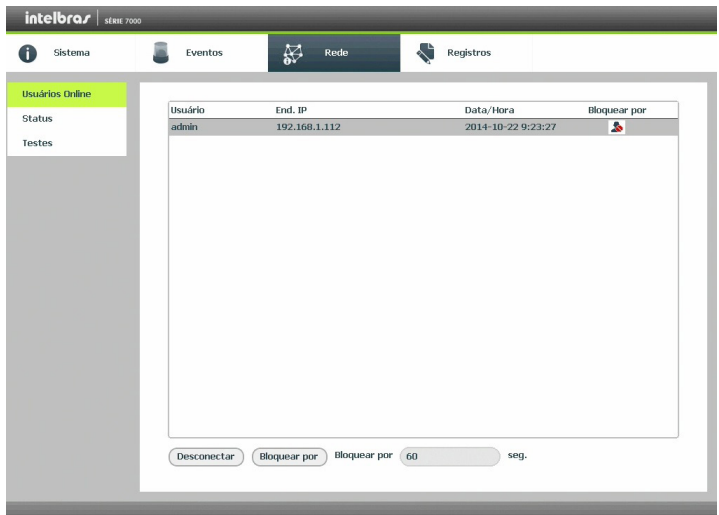 intelbras SÉRIE 7000
Sistema Eventos Rede Registros
Usuários Online
Status
Testes
Usuário End. IP Data/Hora Bloquear por
admin 192.168.1.112 2014-10-22 9:23:27
Desconectar Bloquear por Bloquear por 60 seg.